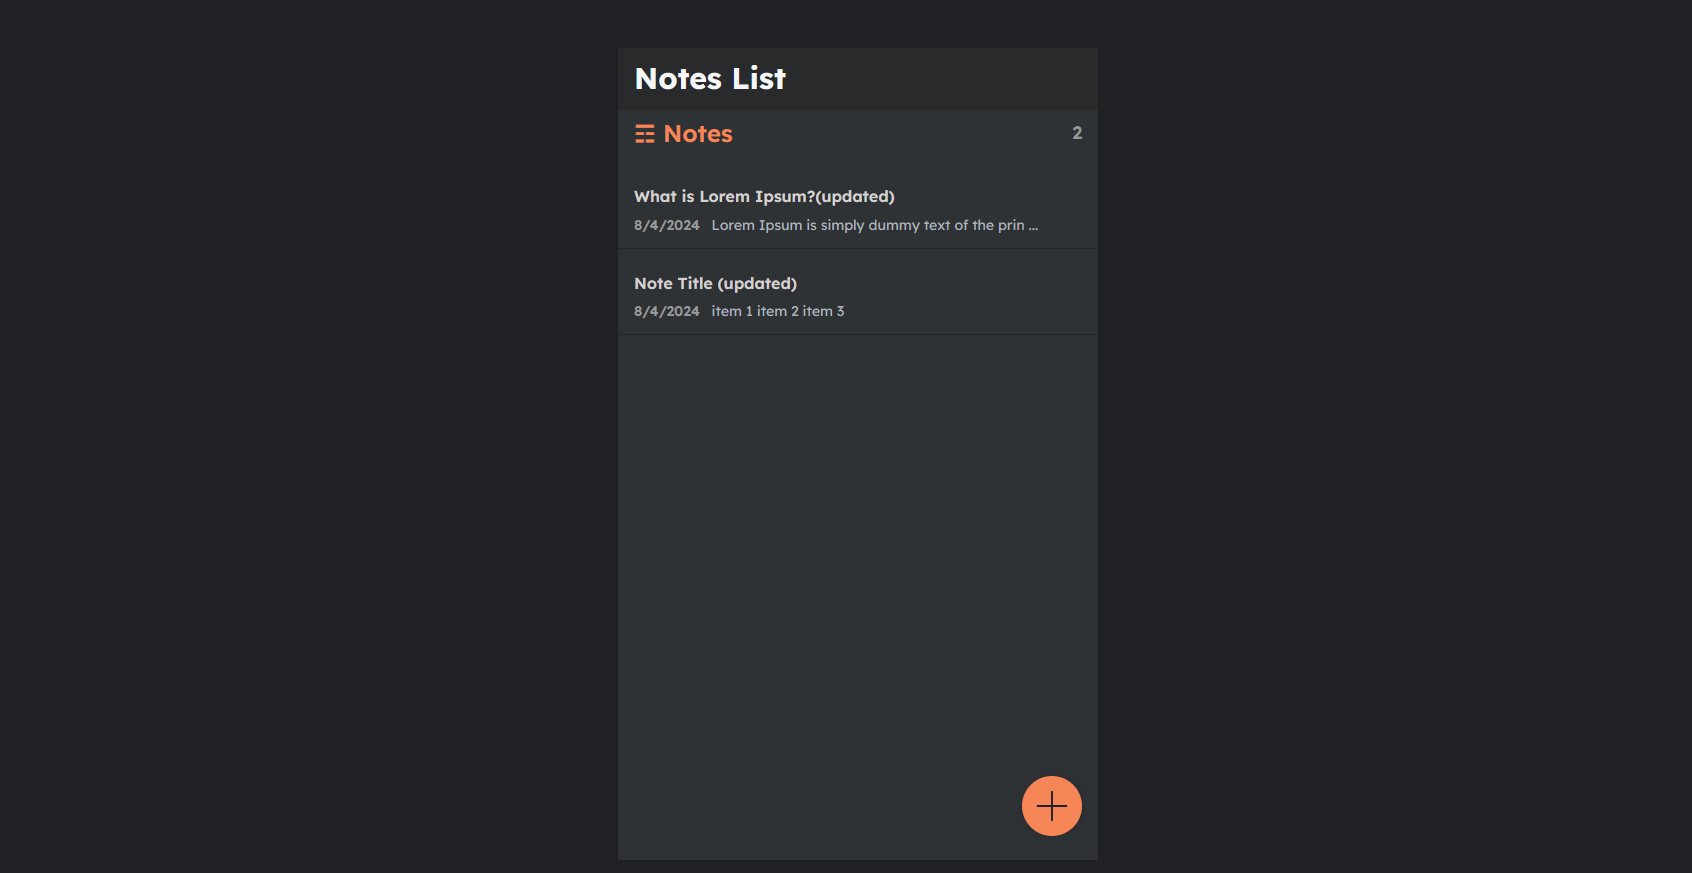 Notes List
☶ Notes 2
What is Lorem Ipsum?(updated)
8/4/2024 Lorem Ipsum is simply dummy text of the prin ...
Note Title (updated)
8/4/2024 item 1 item 2 item 3